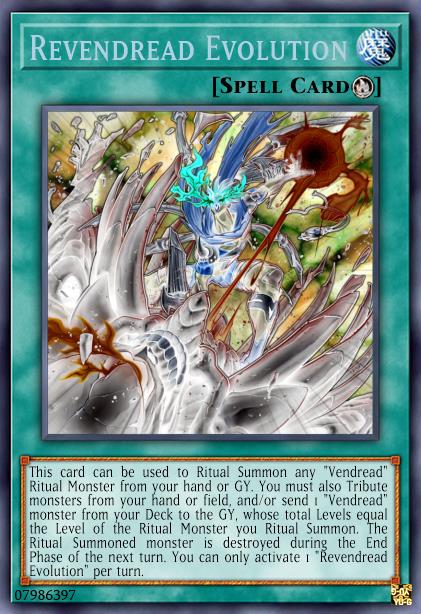 Revendread Evolution
魔
[Spell Card]
This card can be used to Ritual Summon any "Vendread"
Ritual Monster from your hand or GY. You must also Tribute
monsters from your hand or field, and/or send 1 "Vendread"
monster from your Deck to the GY, whose total Levels equal
the Level of the Ritual Monster you Ritual Summon. The
Ritual Summoned monster is destroyed during the End
Phase of the next turn. You can only activate 1 "Revendread
Evolution" per turn.
07986397